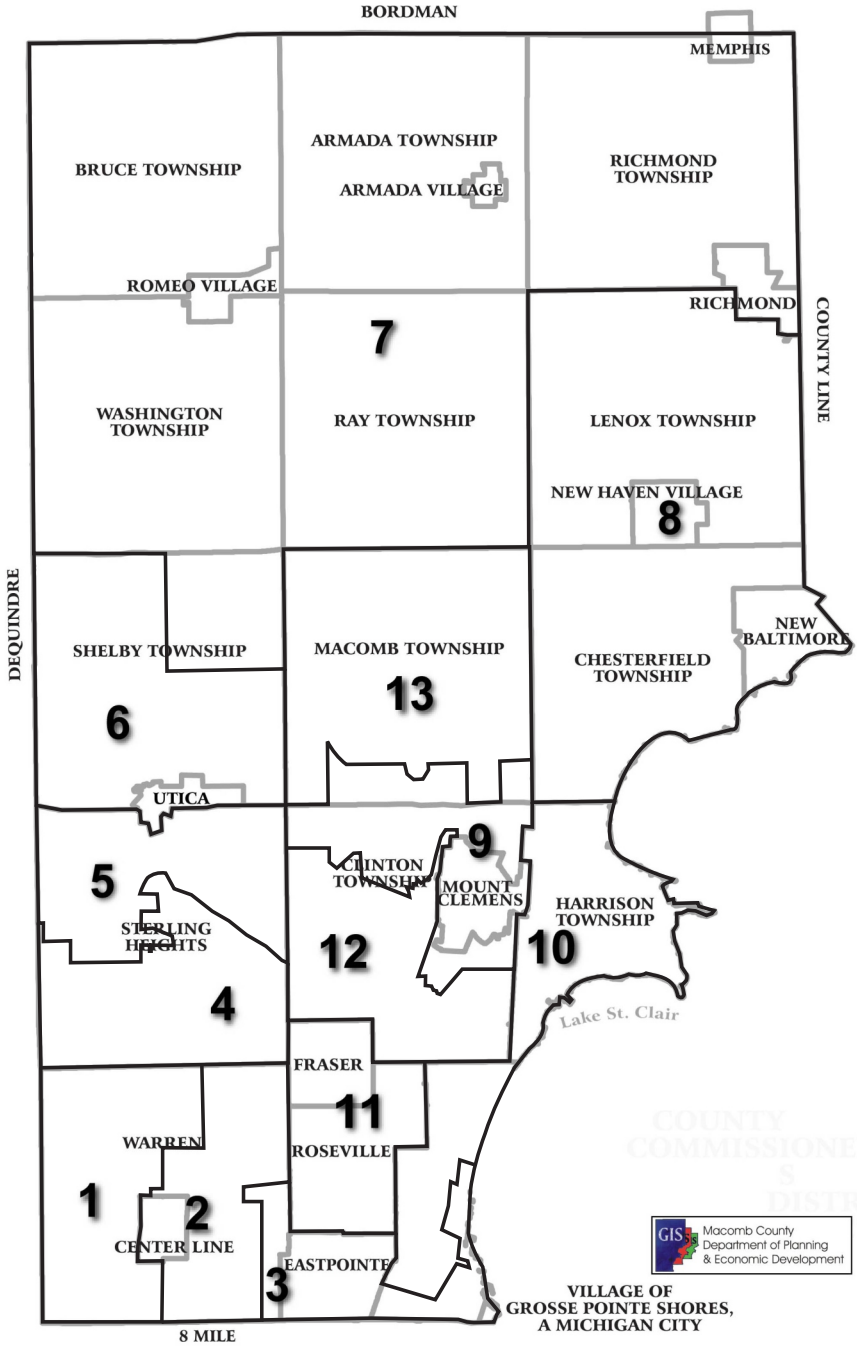 BORDMAN
MEMPHIS
ARMADA TOWNSHIP
BRUCE TOWNSHIP
RICHMOND
TOWNSHIP
ARMADA VILLAGE
ROMEO VILLAGE
RICHMOND
COUNTY LINE
7
WASHINGTON
TOWNSHIP
RAY TOWNSHIP
LENOX TOWNSHIP
NEW HAVEN VILLAGE
8
DEQUINDRE
SHELBY TOWNSHIP
MACOMB TOWNSHIP
NEW
BALTIMORE
CHESTERFIELD
TOWNSHIP
13
6
UTICA
9
CLINTON
TOWNSHIP
MOUNT
CLEMENS
5
HARRISON
TOWNSHIP
STERLING
HEIGHTS
12
10
4
Lake St. Clair
FRASER
11
WARREN
ROSEVILLE
COUNTY
COMMISSIONE
S
DISTR
1
2
CENTER LINE
EASTPOINTE
3
GIS
Macomb County
Department of Planning
& Economic Development
VILLAGE OF
GROSSE POINTE SHORES,
A MICHIGAN CITY
8 MILE